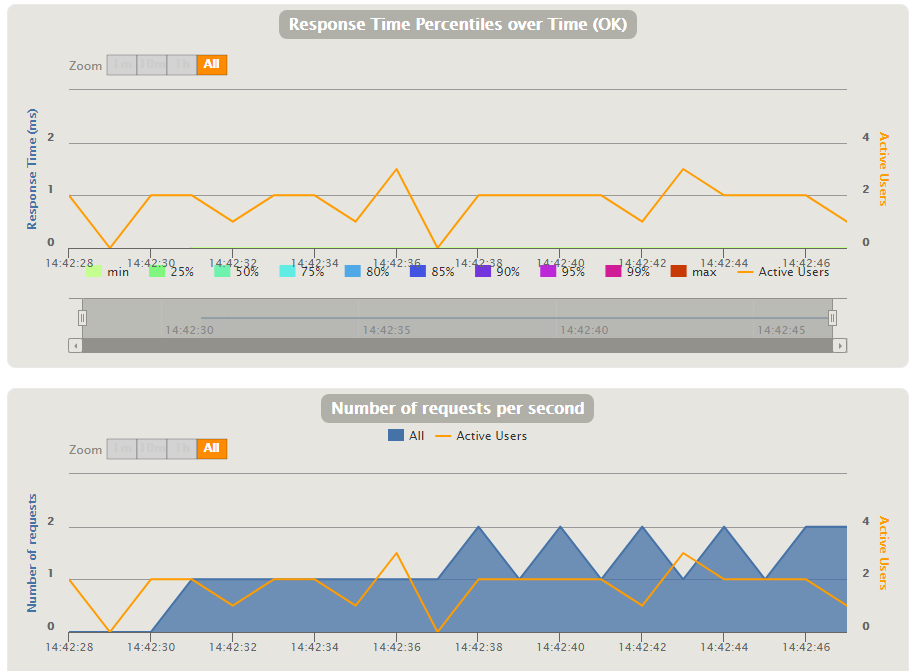 Response Time Percentiles over Time (OK)
Zoom 1m 10m 1h All
Response Time (ms)
2
1
0
4
2
0
Active Users
14:42:28 14:42:30 14:42:32 14:42:34 14:42:36 14:42:38 14:42:40 14:42:42 14:42:44 14:42:46
min 25% 50% 75% 80% 85% 90% 95% 99% max Active Users
14:42:30 14:42:35 14:42:40 14:42:45
Number of requests per second
All Active Users
Zoom 1m 10m 1h All
Number of requests
2
1
0
4
2
0
Active Users
14:42:28 14:42:30 14:42:32 14:42:34 14:42:36 14:42:38 14:42:40 14:42:42 14:42:44 14:42:46